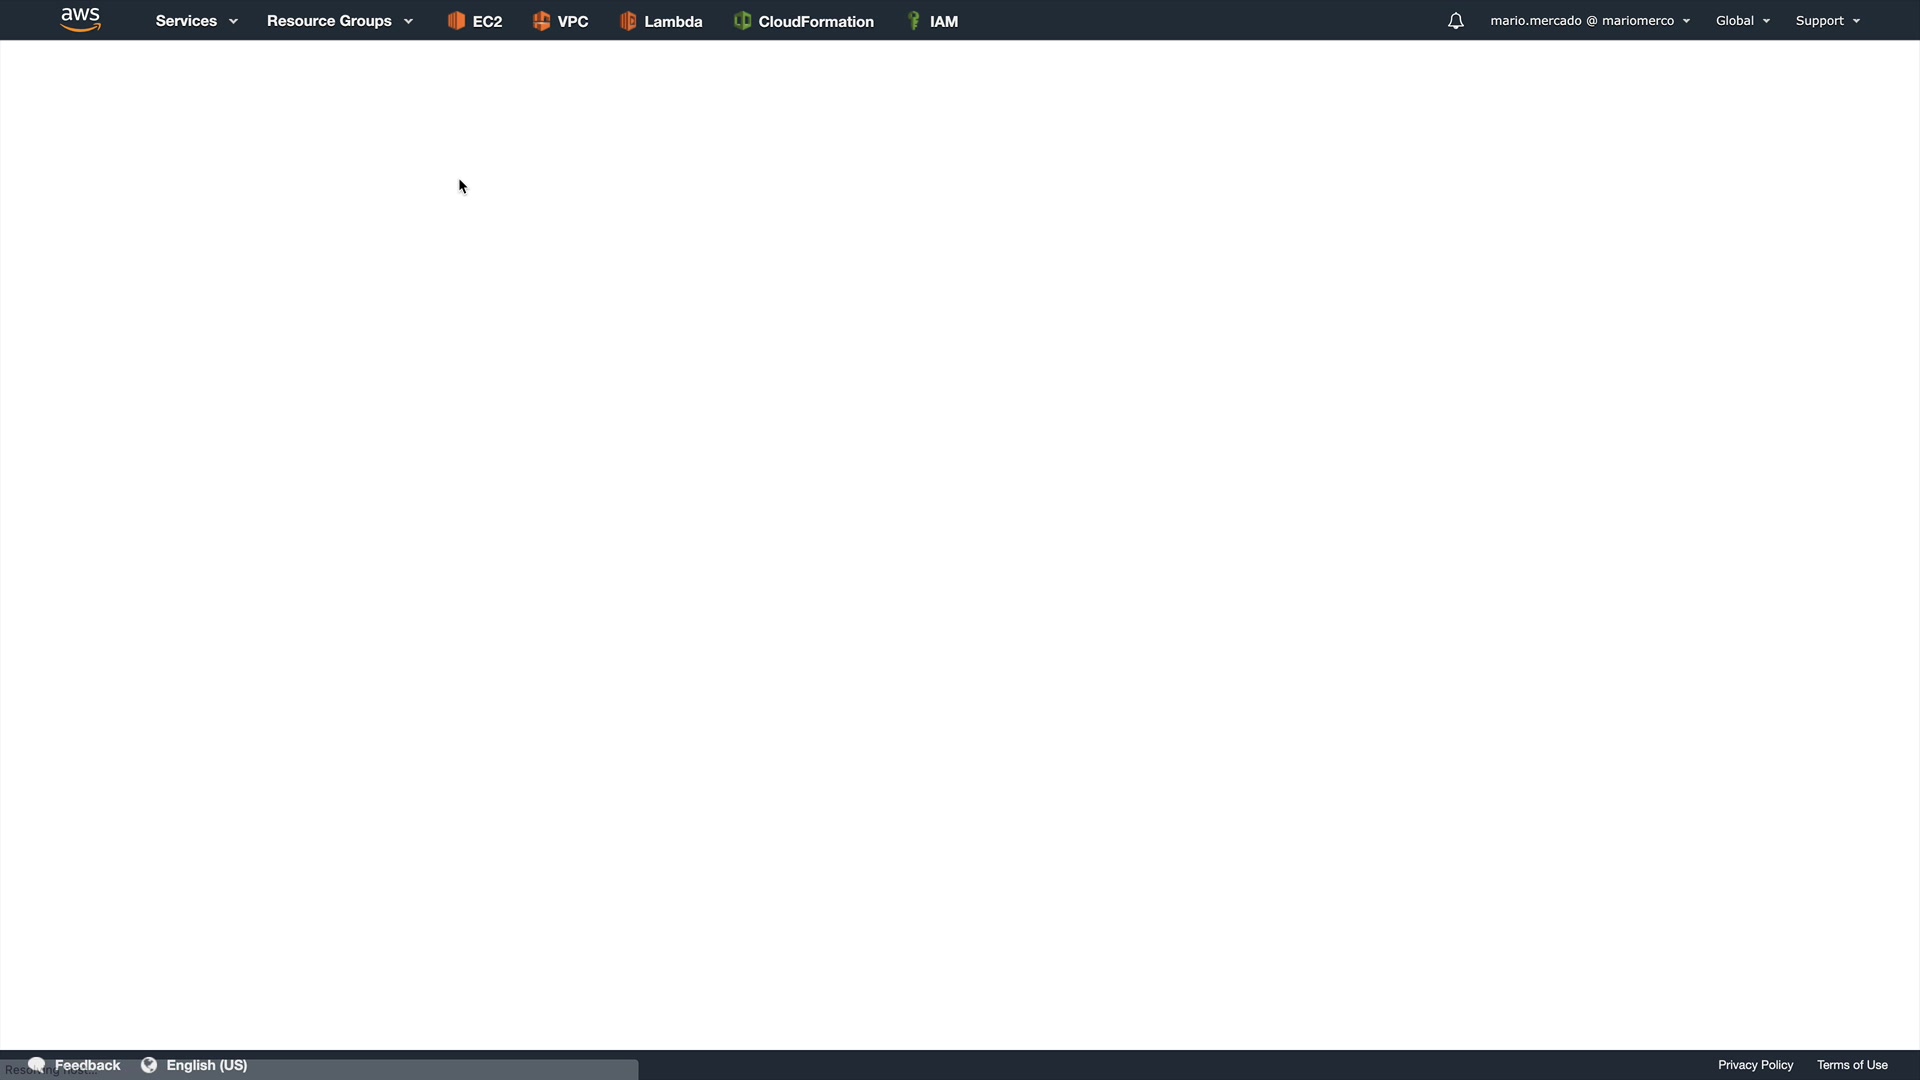 aws Services Resource Groups EC2 VPC Lambda CloudFormation IAM mario.mercado @ mariomerco Global Support
Feedback English (US) Privacy Policy Terms of Use
Resolving host...